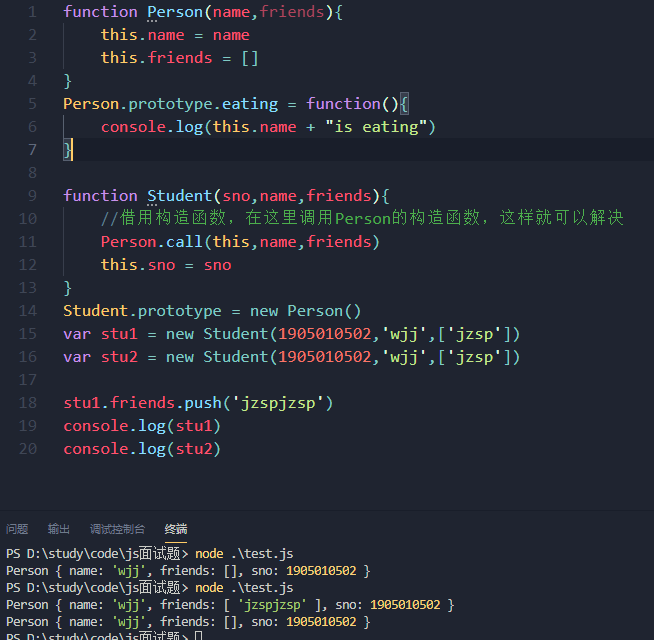 1 function Person(name,friends){
2 this.name = name
3 this.friends = []
4 }
5 Person.prototype.eating = function(){
6 console.log(this.name + "is eating")
7 }
8
9 function Student(sno,name,friends){
10 //借用构造函数，在这里调用Person的构造函数，这样就可以解决
11 Person.call(this,name,friends)
12 this.sno = sno
13 }
14 Student.prototype = new Person()
15 var stu1 = new Student(1905010502,'wjj',['jzsp'])
16 var stu2 = new Student(1905010502,'wjj',['jzsp'])
17
18 stu1.friends.push('jzspjzsp')
19 console.log(stu1)
20 console.log(stu2)
问题 输出 调试控制台 终端
PS D:\study\code\js面试题> node .\test.js
Person { name: 'wjj', friends: [], sno: 1905010502 }
PS D:\study\code\js面试题> node .\test.js
Person { name: 'wjj', friends: [ 'jzspjzsp' ], sno: 1905010502 }
Person { name: 'wjj', friends: [], sno: 1905010502 }
PS D:\study\code\js面试题>